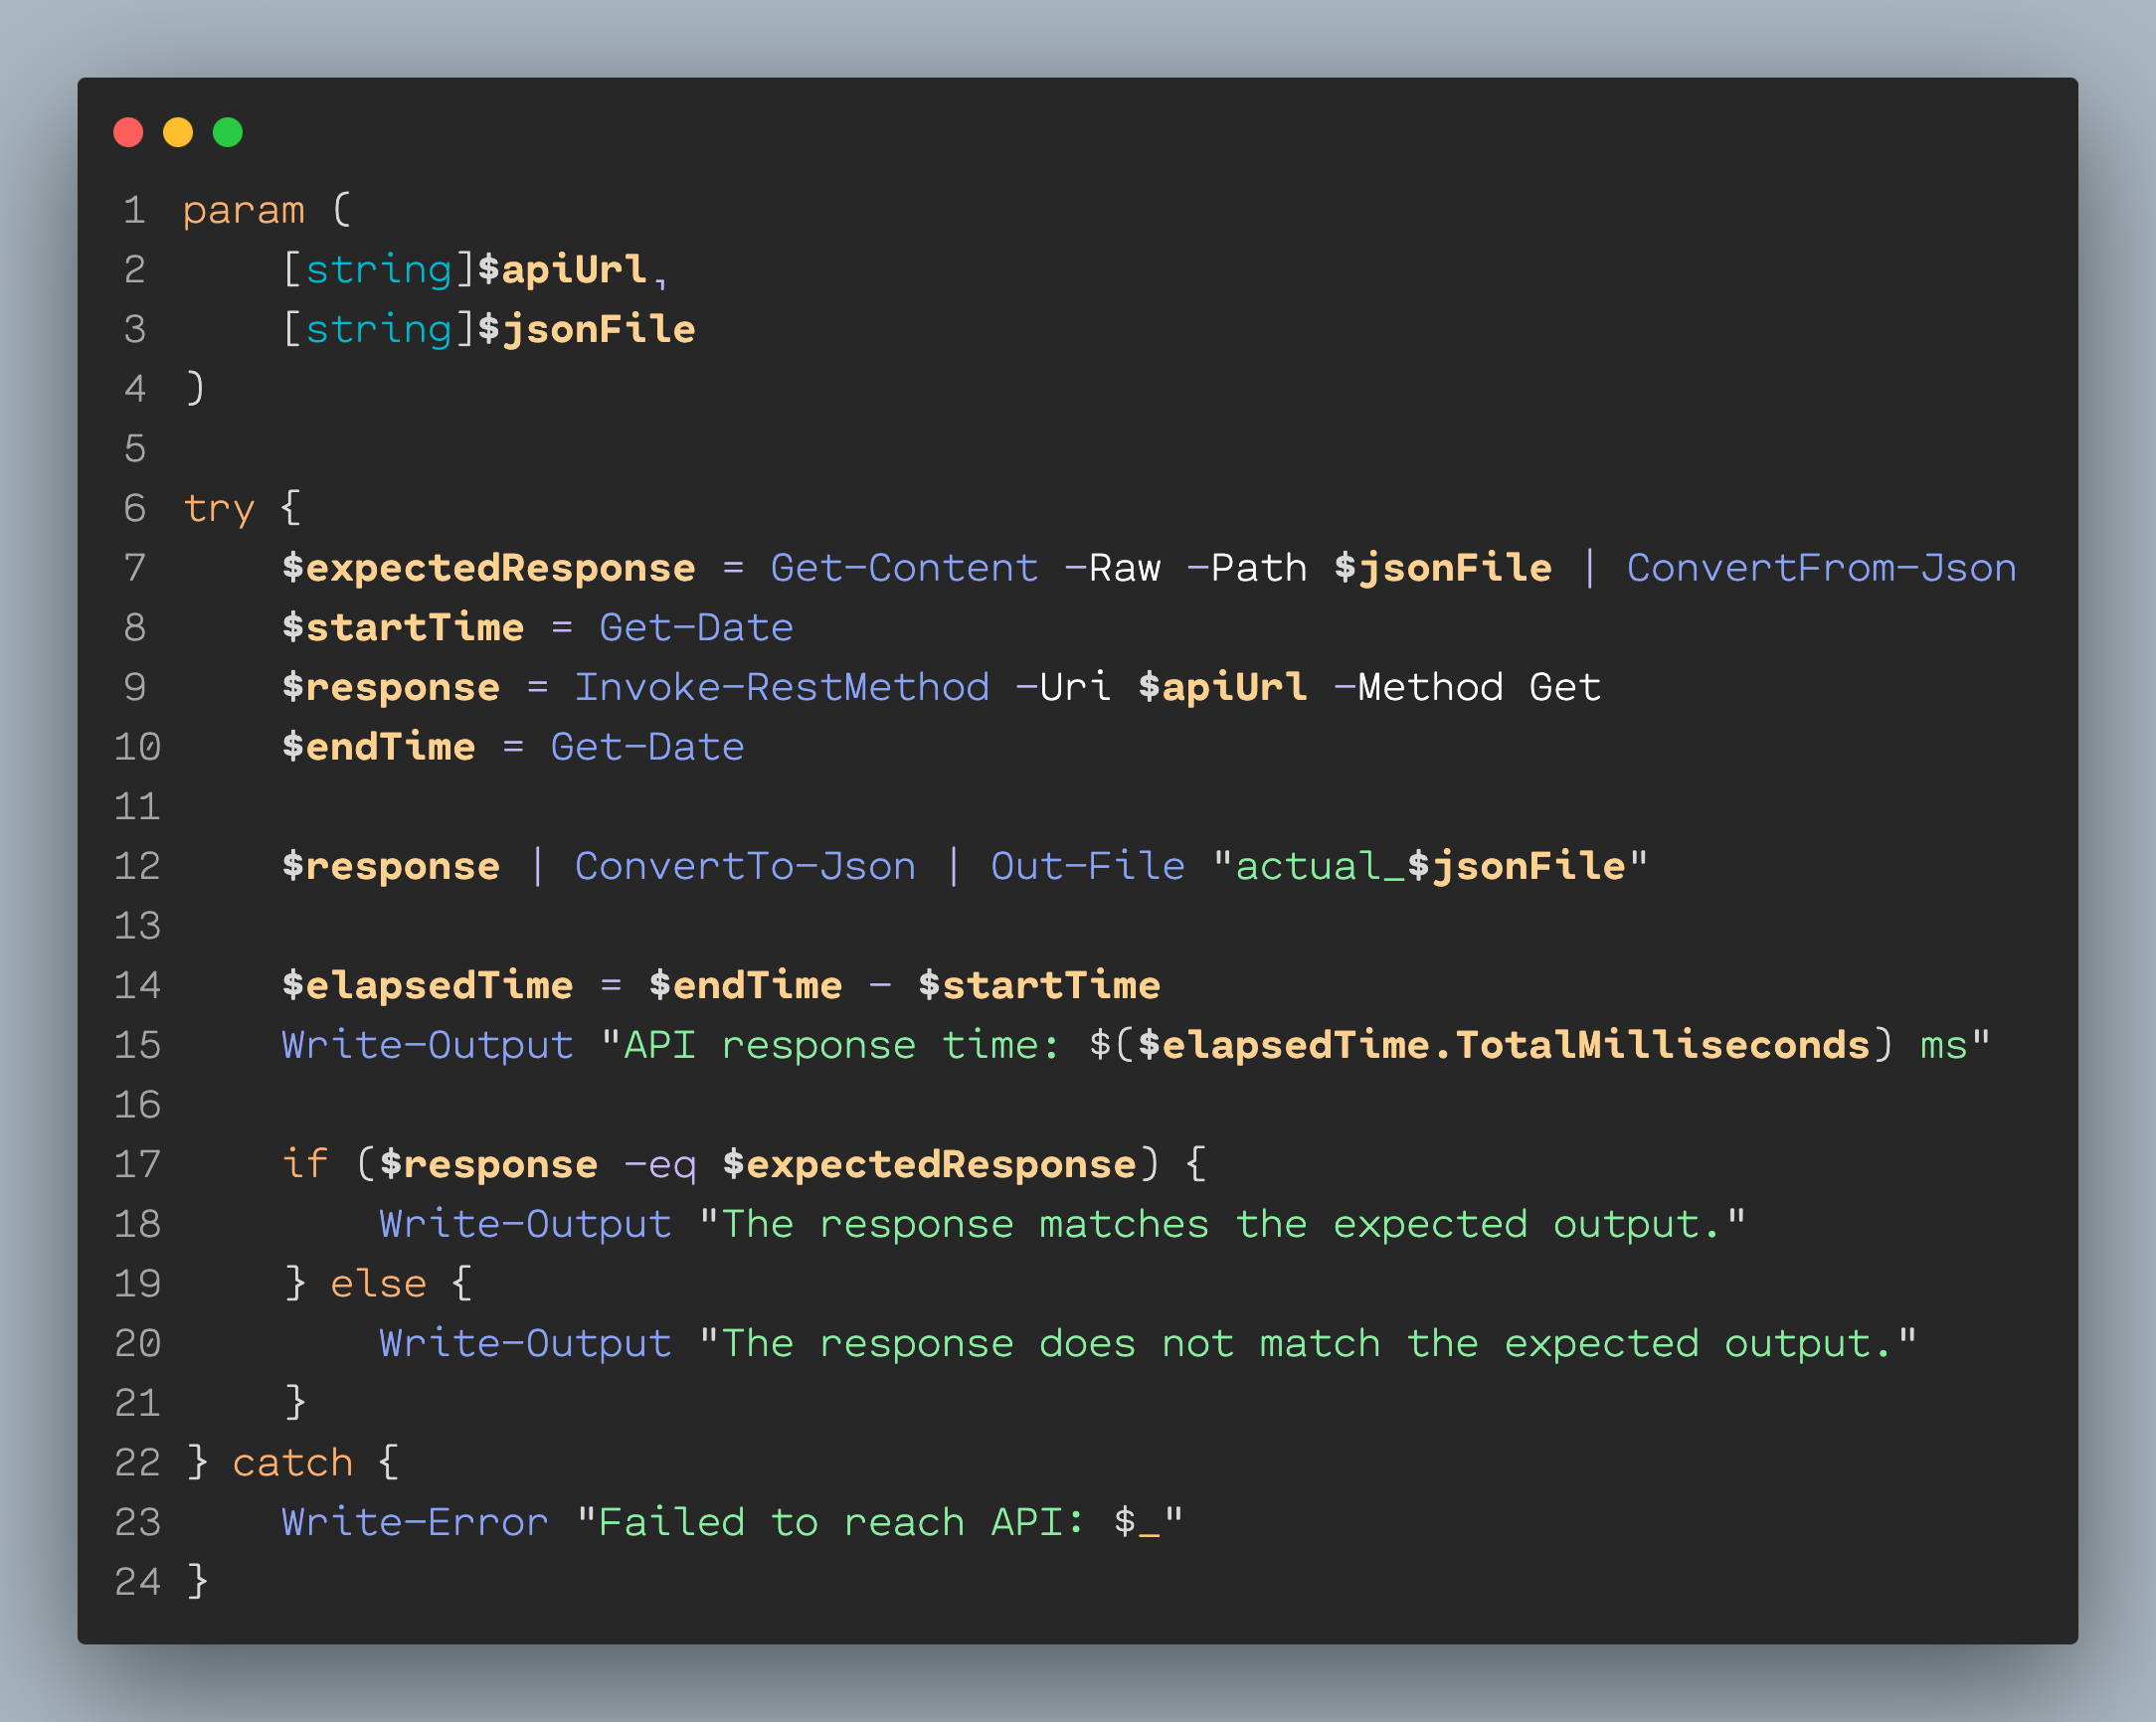 1 param (
2     [string]$apiUrl,
3     [string]$jsonFile
4 )
5
6 try {
7     $expectedResponse = Get-Content -Raw -Path $jsonFile | ConvertFrom-Json
8     $startTime = Get-Date
9     $response = Invoke-RestMethod -Uri $apiUrl -Method Get
10     $endTime = Get-Date
11
12     $response | ConvertTo-Json | Out-File "actual_$jsonFile"
13
14     $elapsedTime = $endTime - $startTime
15     Write-Output "API response time: $($elapsedTime.TotalMilliseconds) ms"
16
17     if ($response -eq $expectedResponse) {
18         Write-Output "The response matches the expected output."
19     } else {
20         Write-Output "The response does not match the expected output."
21     }
22 } catch {
23     Write-Error "Failed to reach API: $_"
24 }